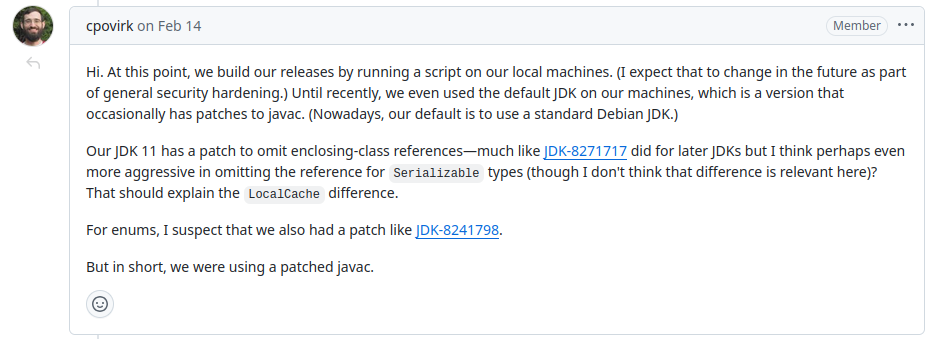 cpovirk on Feb 14
Member
Hi. At this point, we build our releases by running a script on our local machines. (I expect that to change in the future as part
of general security hardening.) Until recently, we even used the default JDK on our machines, which is a version that
occasionally has patches to javac. (Nowadays, our default is to use a standard Debian JDK.)
Our JDK 11 has a patch to omit enclosing-class references—much like JDK-8271717 did for later JDKs but I think perhaps even
more aggressive in omitting the reference for Serializable types (though I don't think that difference is relevant here)?
That should explain the LocalCache difference.
For enums, I suspect that we also had a patch like JDK-8241798.
But in short, we were using a patched javac.